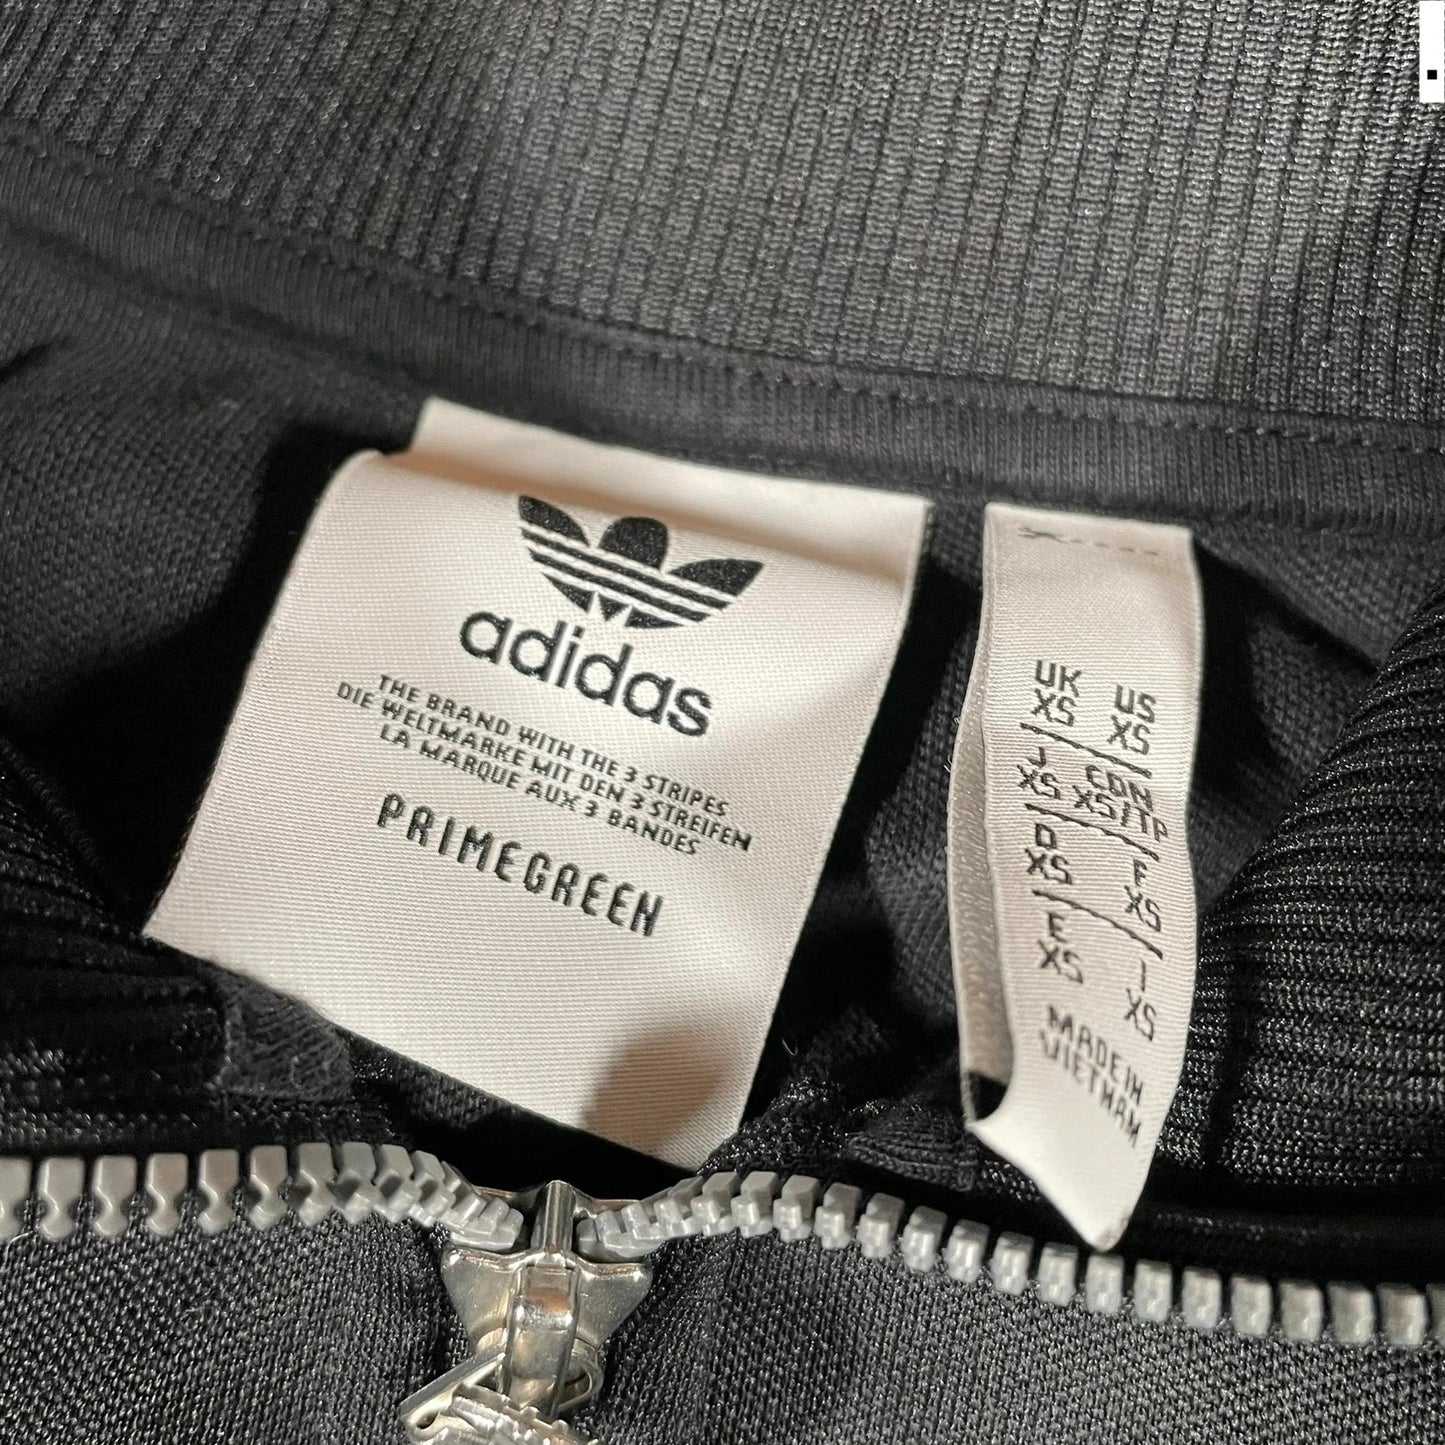 adidas
THE BRAND WITH THE 3 STRIPES
DIE WELTMARKE MIT DEN 3 STREIFEN
LA MARQUE AUX 3 BANDES
PRIMEGREEN
UK US
XS XS
J CDN
XS XS/TP
D F
XS XS
E I
XS XS
MADE IN
VIETNAM